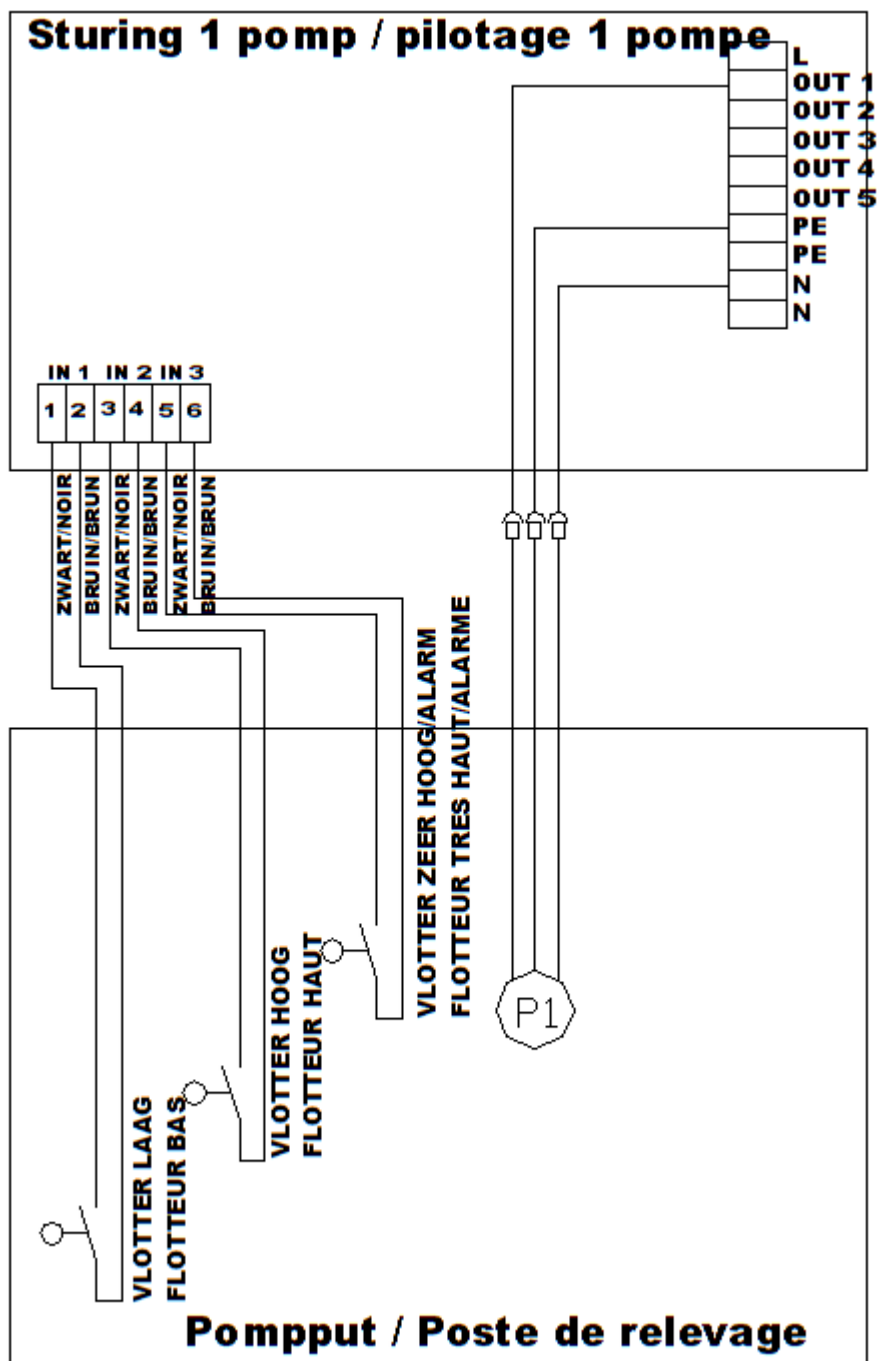 Sturing 1 pomp / pilotage 1 pompe
L
OUT 1
OUT 2
OUT 3
OUT 4
OUT 5
PE
PE
N
N
IN 1 IN 2 IN 3
1 2 3 4 5 6
ZWART/NOIR
BRUIN/BRUN
ZWART/NOIR
BRUIN/BRUN
ZWART/NOIR
BRUIN/BRUN
VLOTTER ZEER HOOG/ALARM
FLOTTEUR TRES HAUT/ALARME
VLOTTER HOOG
FLOTTEUR HAUT
P1
VLOTTER LAAG
FLOTTEUR BAS
Pompput / Poste de relevage